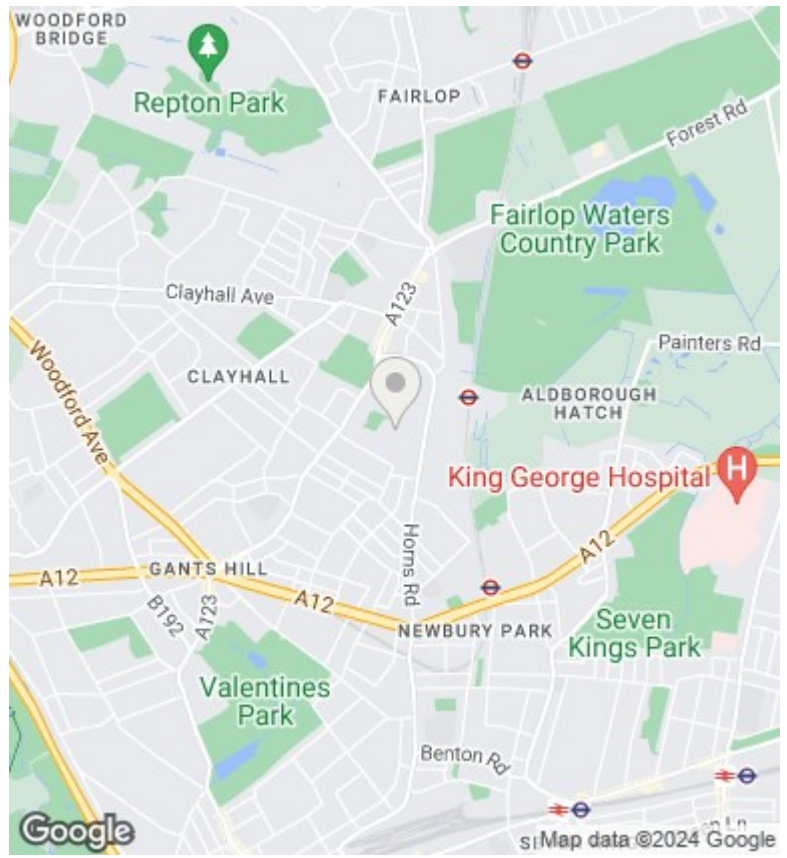 WOODFORD
BRIDGE
Repton Park
FAIRLOP
Forest Rd
Fairlop Waters
Country Park
Clayhall Ave
A123
Painters Rd
Woodford Ave
CLAYHALL
ALDBOROUGH
HATCH
King George Hospital
H
Horns Rd
A12
GANTS HILL
A12
A12
B192
A123
NEWBURY PARK
Seven
Kings Park
Valentines
Park
Benton Rd
Google
Map data ©2024 Google